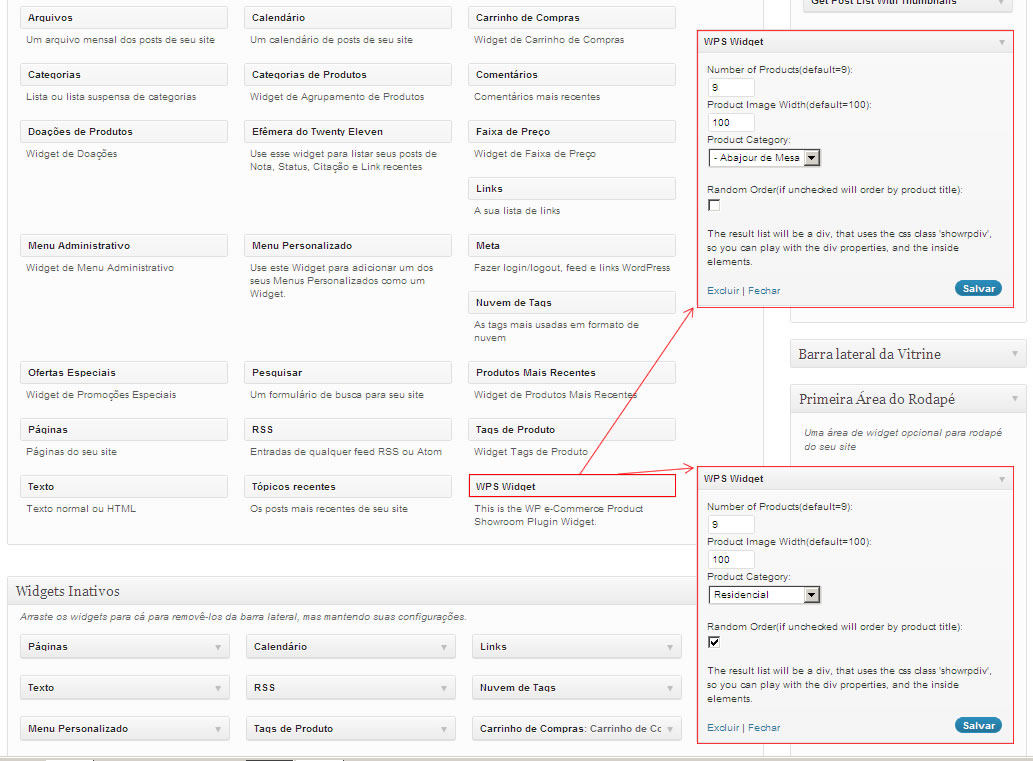 Arquivos
Um arquivo mensal dos posts de seu site
Calendário
Um calendário de posts de seu site
Carrinho de Compras
Widget de Carrinho de Compras
Categorias
Lista ou lista suspensa de categorias
Categorias de Produtos
Widget de Agrupamento de Produtos
Comentários
Comentários mais recentes
Doações de Produtos
Widget de Doações
Efêmera do Twenty Eleven
Use esse widget para listar seus posts de
Nota, Status, Citação e Link recentes
Faixa de Preço
Widget de Faixa de Preço
Links
A sua lista de links
Menu Administrativo
Widget de Menu Administrativo
Menu Personalizado
Use este Widget para adicionar um dos
seus Menus Personalizados como um
Widget.
Meta
Fazer login/logout, feed e links WordPress
Nuvem de Tags
As tags mais usadas em formato de
nuvem
Ofertas Especiais
Widget de Promoções Especiais
Pesquisar
Um formulário de busca para seu site
Produtos Mais Recentes
Widget de Produtos Mais Recentes
Páginas
Páginas do seu site
RSS
Entradas de qualquer feed RSS ou Atom
Tags de Produto
Widget Tags de Produto
Texto
Texto normal ou HTML
Tópicos recentes
Os posts mais recentes de seu site
WPS Widget
This is the WP e-Commerce Product
Showroom Plugin Widget.
Widgets Inativos
Arraste os widgets para cá para removê-los da barra lateral, mas mantendo suas configurações.
Páginas
Calendário
Links
Texto
RSS
Nuvem de Tags
Menu Personalizado
Tags de Produto
Carrinho de Compras: Carrinho de Cc
Get Post List With Thumbnails
WPS Widget
Number of Products(default=9):
9
Product Image Width(default=100):
100
Product Category:
- Abajour de Mesa
Random Order(if unchecked will order by product title):
The result list will be a div, that uses the css class 'showrpdiv',
so you can play with the div properties, and the inside
elements.
Excluir | Fechar
Salvar
Barra lateral da Vitrine
Primeira Área do Rodapé
Uma área de widget opcional para rodapé
do seu site
WPS Widget
Number of Products(default=9):
9
Product Image Width(default=100):
100
Product Category:
Residencial
Random Order(if unchecked will order by product title):
The result list will be a div, that uses the css class 'showrpdiv',
so you can play with the div properties, and the inside
elements.
Excluir | Fechar
Salvar